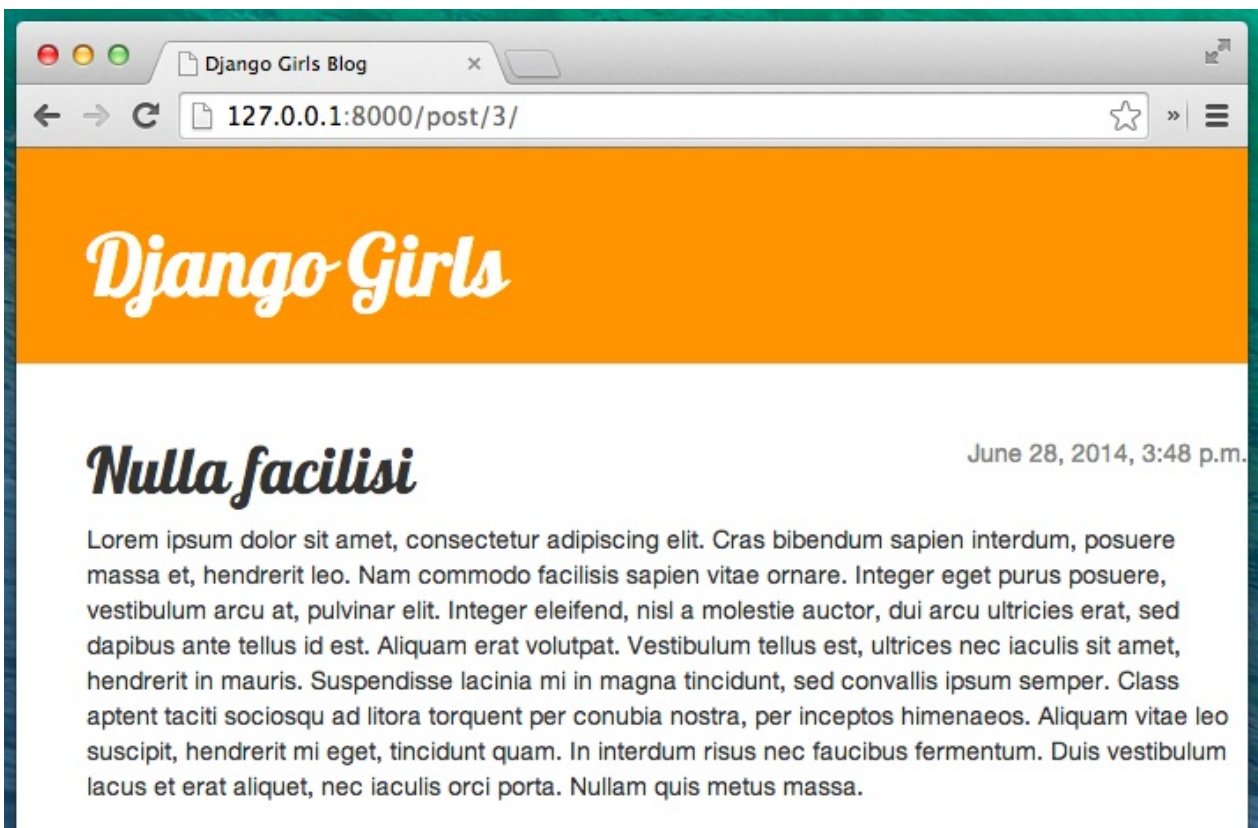 Django Girls Blog
127.0.0.1:8000/post/3/
Django Girls
Nulla facilisi
June 28, 2014, 3:48 p.m.
Lorem ipsum dolor sit amet, consectetur adipiscing elit. Cras bibendum sapien interdum, posuere
massa et, hendrerit leo. Nam commodo facilisis sapien vitae ornare. Integer eget purus posuere,
vestibulum arcu at, pulvinar elit. Integer eleifend, nisl a molestie auctor, dui arcu ultricies erat, sed
dapibus ante tellus id est. Aliquam erat volutpat. Vestibulum tellus est, ultrices nec iaculis sit amet,
hendrerit in mauris. Suspendisse lacinia mi in magna tincidunt, sed convallis ipsum semper. Class
aptent taciti sociosqu ad litora torquent per conubia nostra, per inceptos himenaeos. Aliquam vitae leo
suscipit, hendrerit mi eget, tincidunt quam. In interdum risus nec faucibus fermentum. Duis vestibulum
lacus et erat aliquet, nec iaculis orci porta. Nullam quis metus massa.